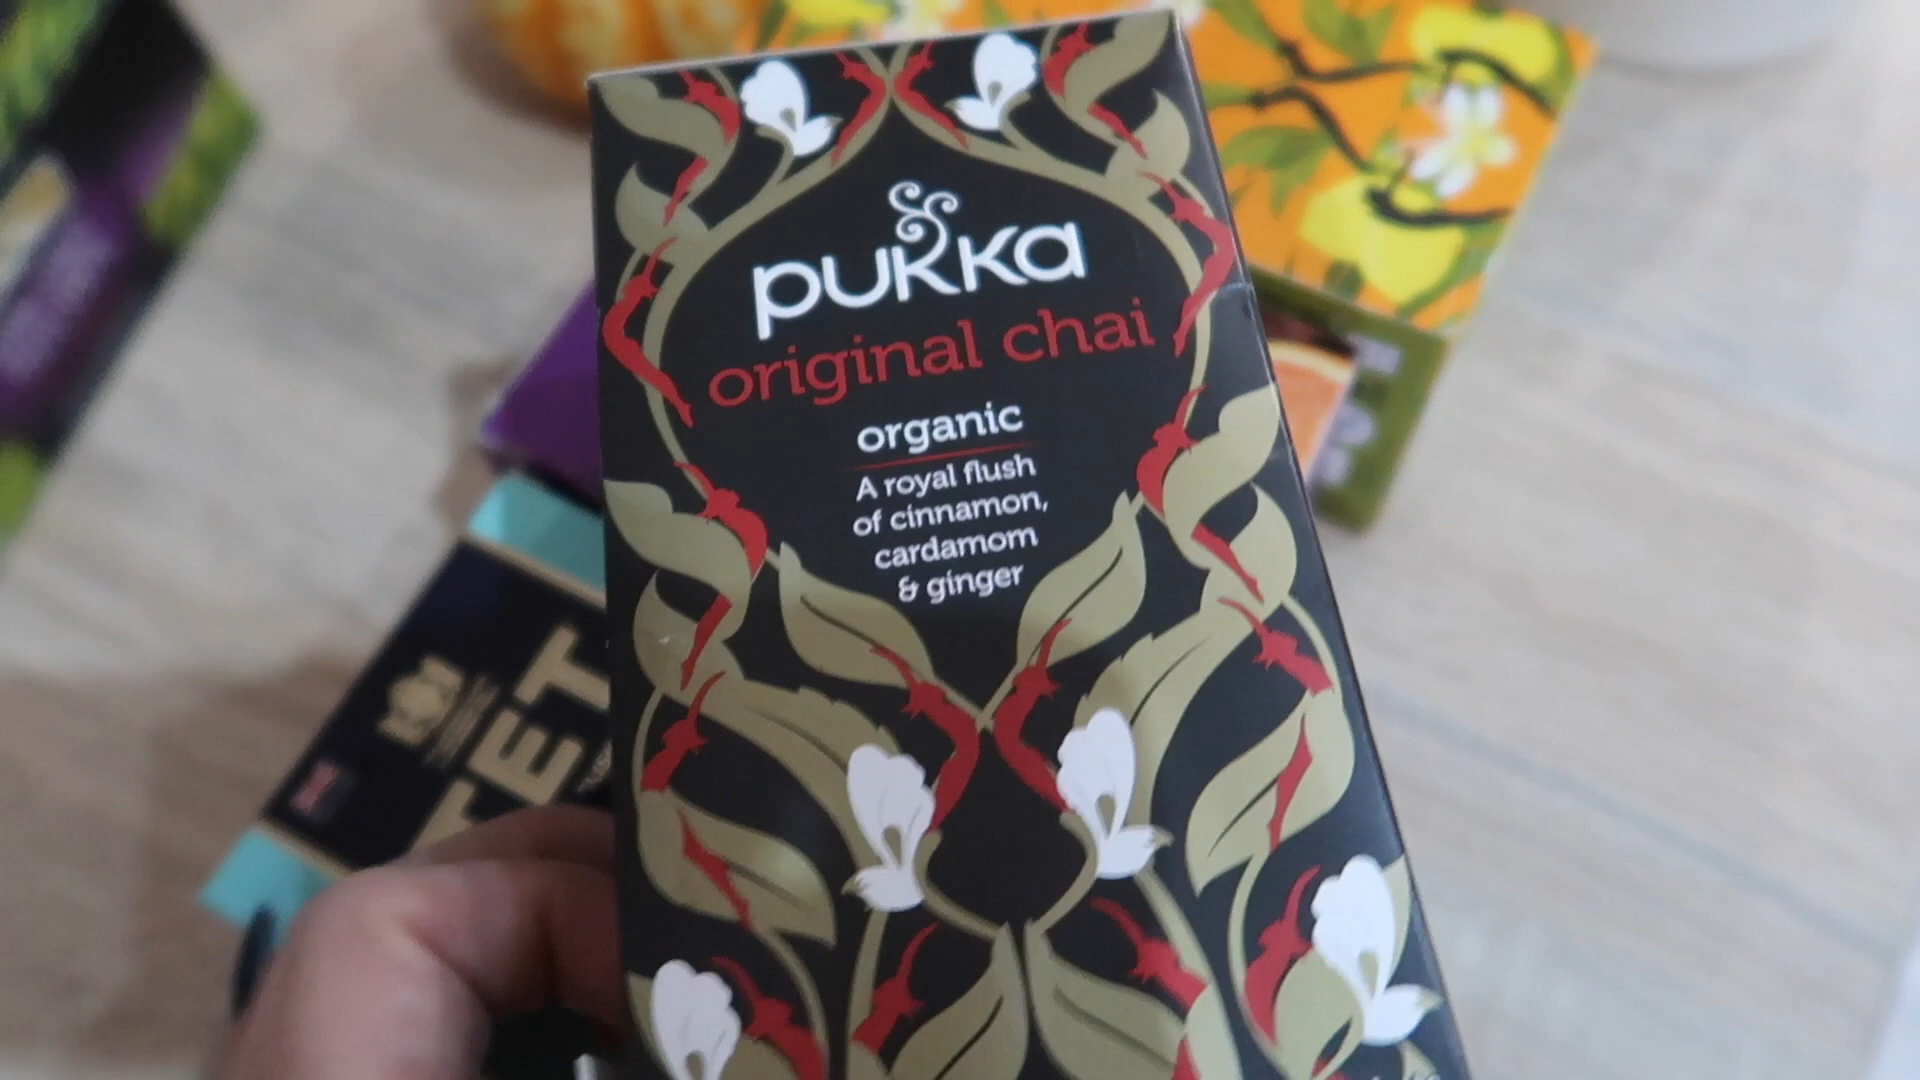 pukka
original chai
organic
A royal flush
of cinnamon,
cardamom
& ginger